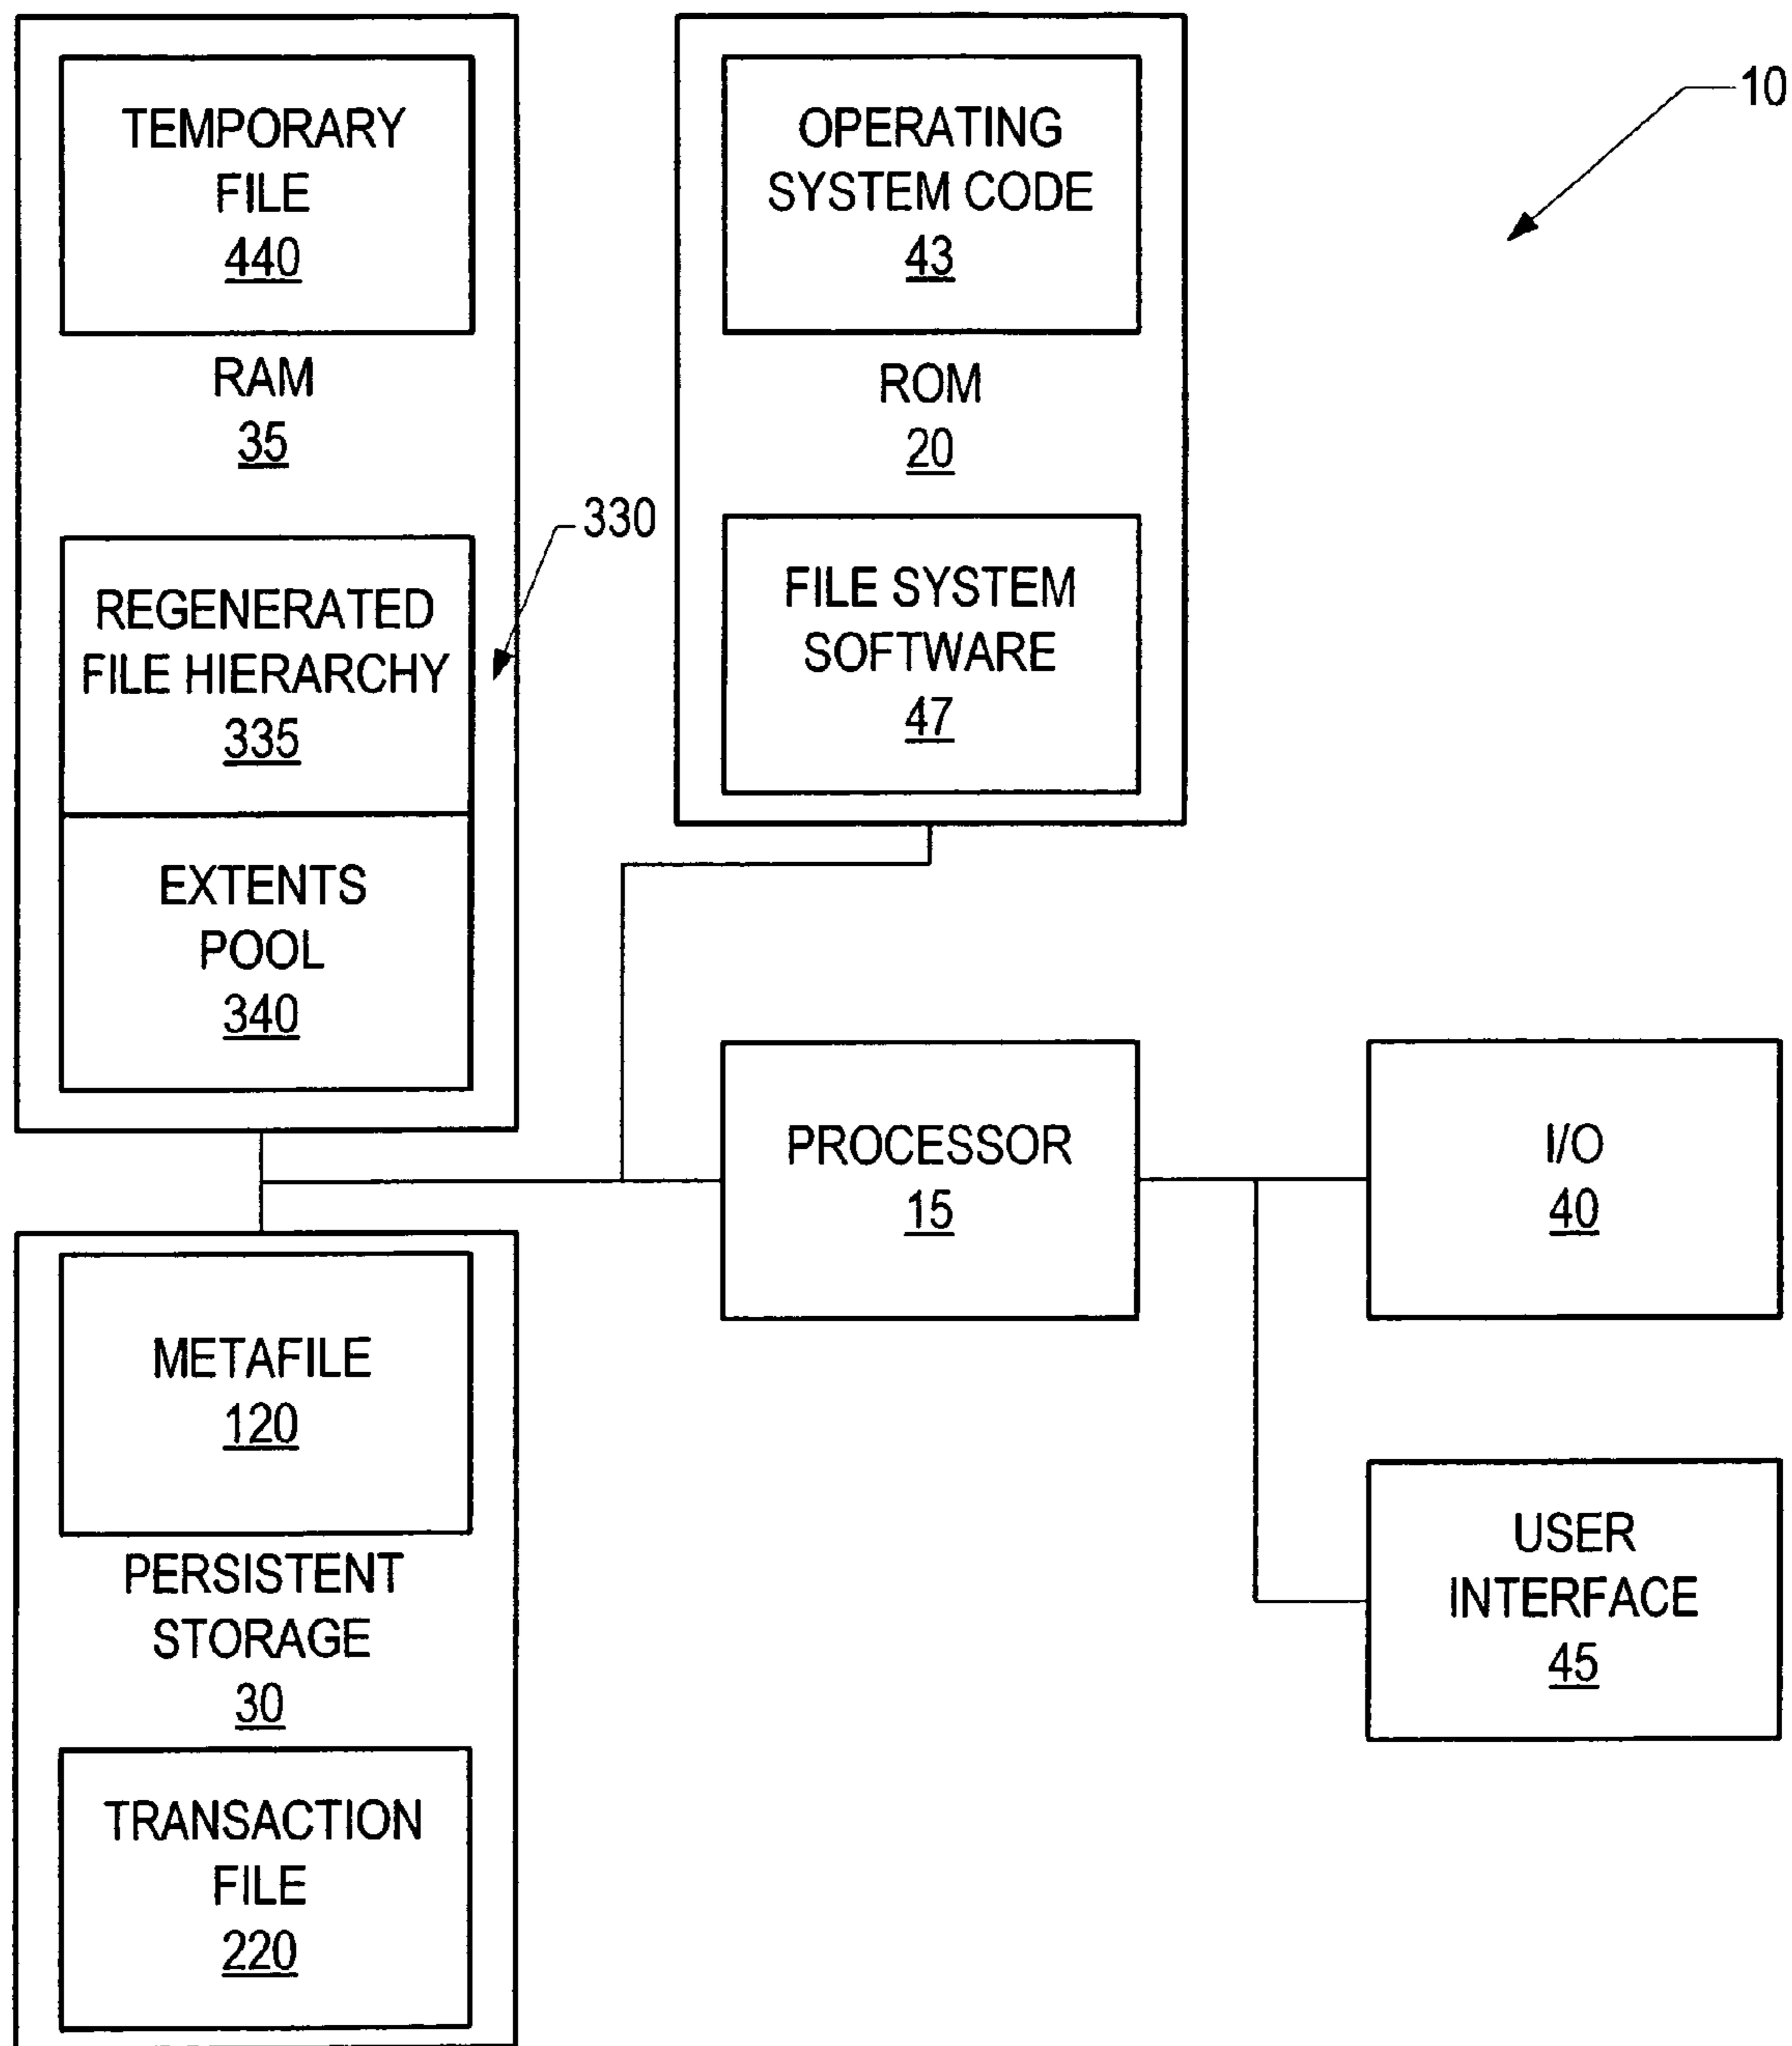 TEMPORARY
FILE
440
RAM
35
330
REGENERATED
FILE HIERARCHY
335
EXTENTS
POOL
340
OPERATING
SYSTEM CODE
43
ROM
20
FILE SYSTEM
SOFTWARE
47
10
PROCESSOR
15
I/O
40
USER
INTERFACE
45
METAFILE
120
PERSISTENT
STORAGE
30
TRANSACTION
FILE
220